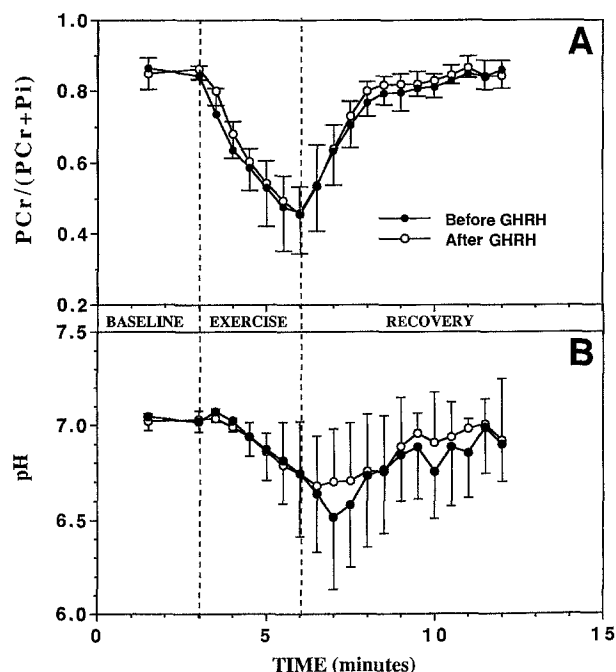 1.0
A
0.8
0.6
0.4
0.2
PCr/(PCr+Pi)
Before GHRH
After GHRH
BASELINE EXERCISE RECOVERY
7.5
B
7.0
6.5
6.0
pH
0 5 10 15
TIME (minutes)